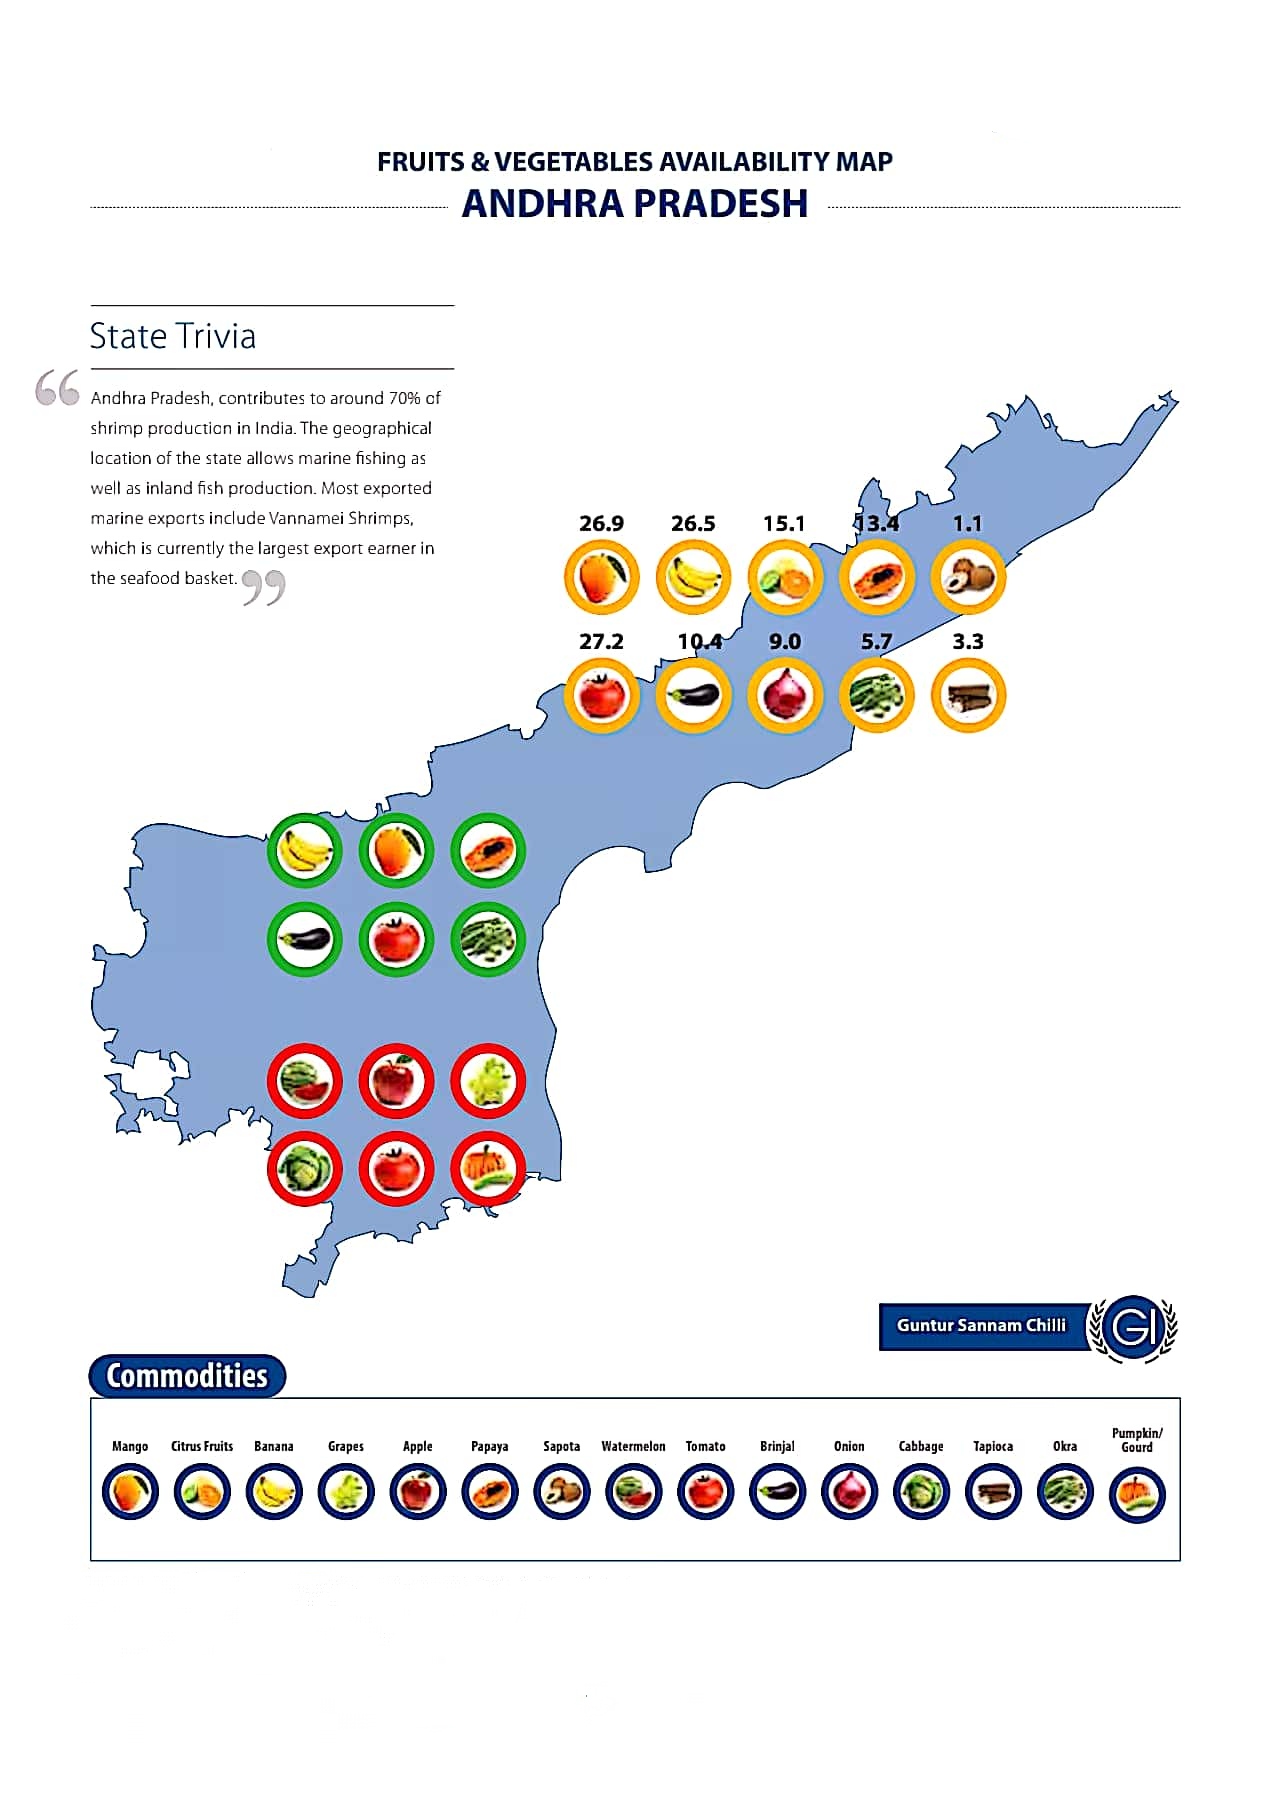 FRUITS & VEGETABLES AVAILABILITY MAP
ANDHRA PRADESH
State Trivia
“ Andhra Pradesh, contributes to around 70% of
shrimp production in India. The geographical
location of the state allows marine fishing as
well as inland fish production. Most exported
marine exports include Vannamei Shrimps,
which is currently the largest export earner in
the seafood basket. ”
26.9 26.5 15.1 13.4 1.1
27.2 10.4 9.0 5.7 3.3
Guntur Sannam Chilli GI
Commodities
Mango Citrus Fruits Banana Grapes Apple Papaya Sapota Watermelon Tomato Brinjal Onion Cabbage Tapioca Okra Pumpkin/
Gourd